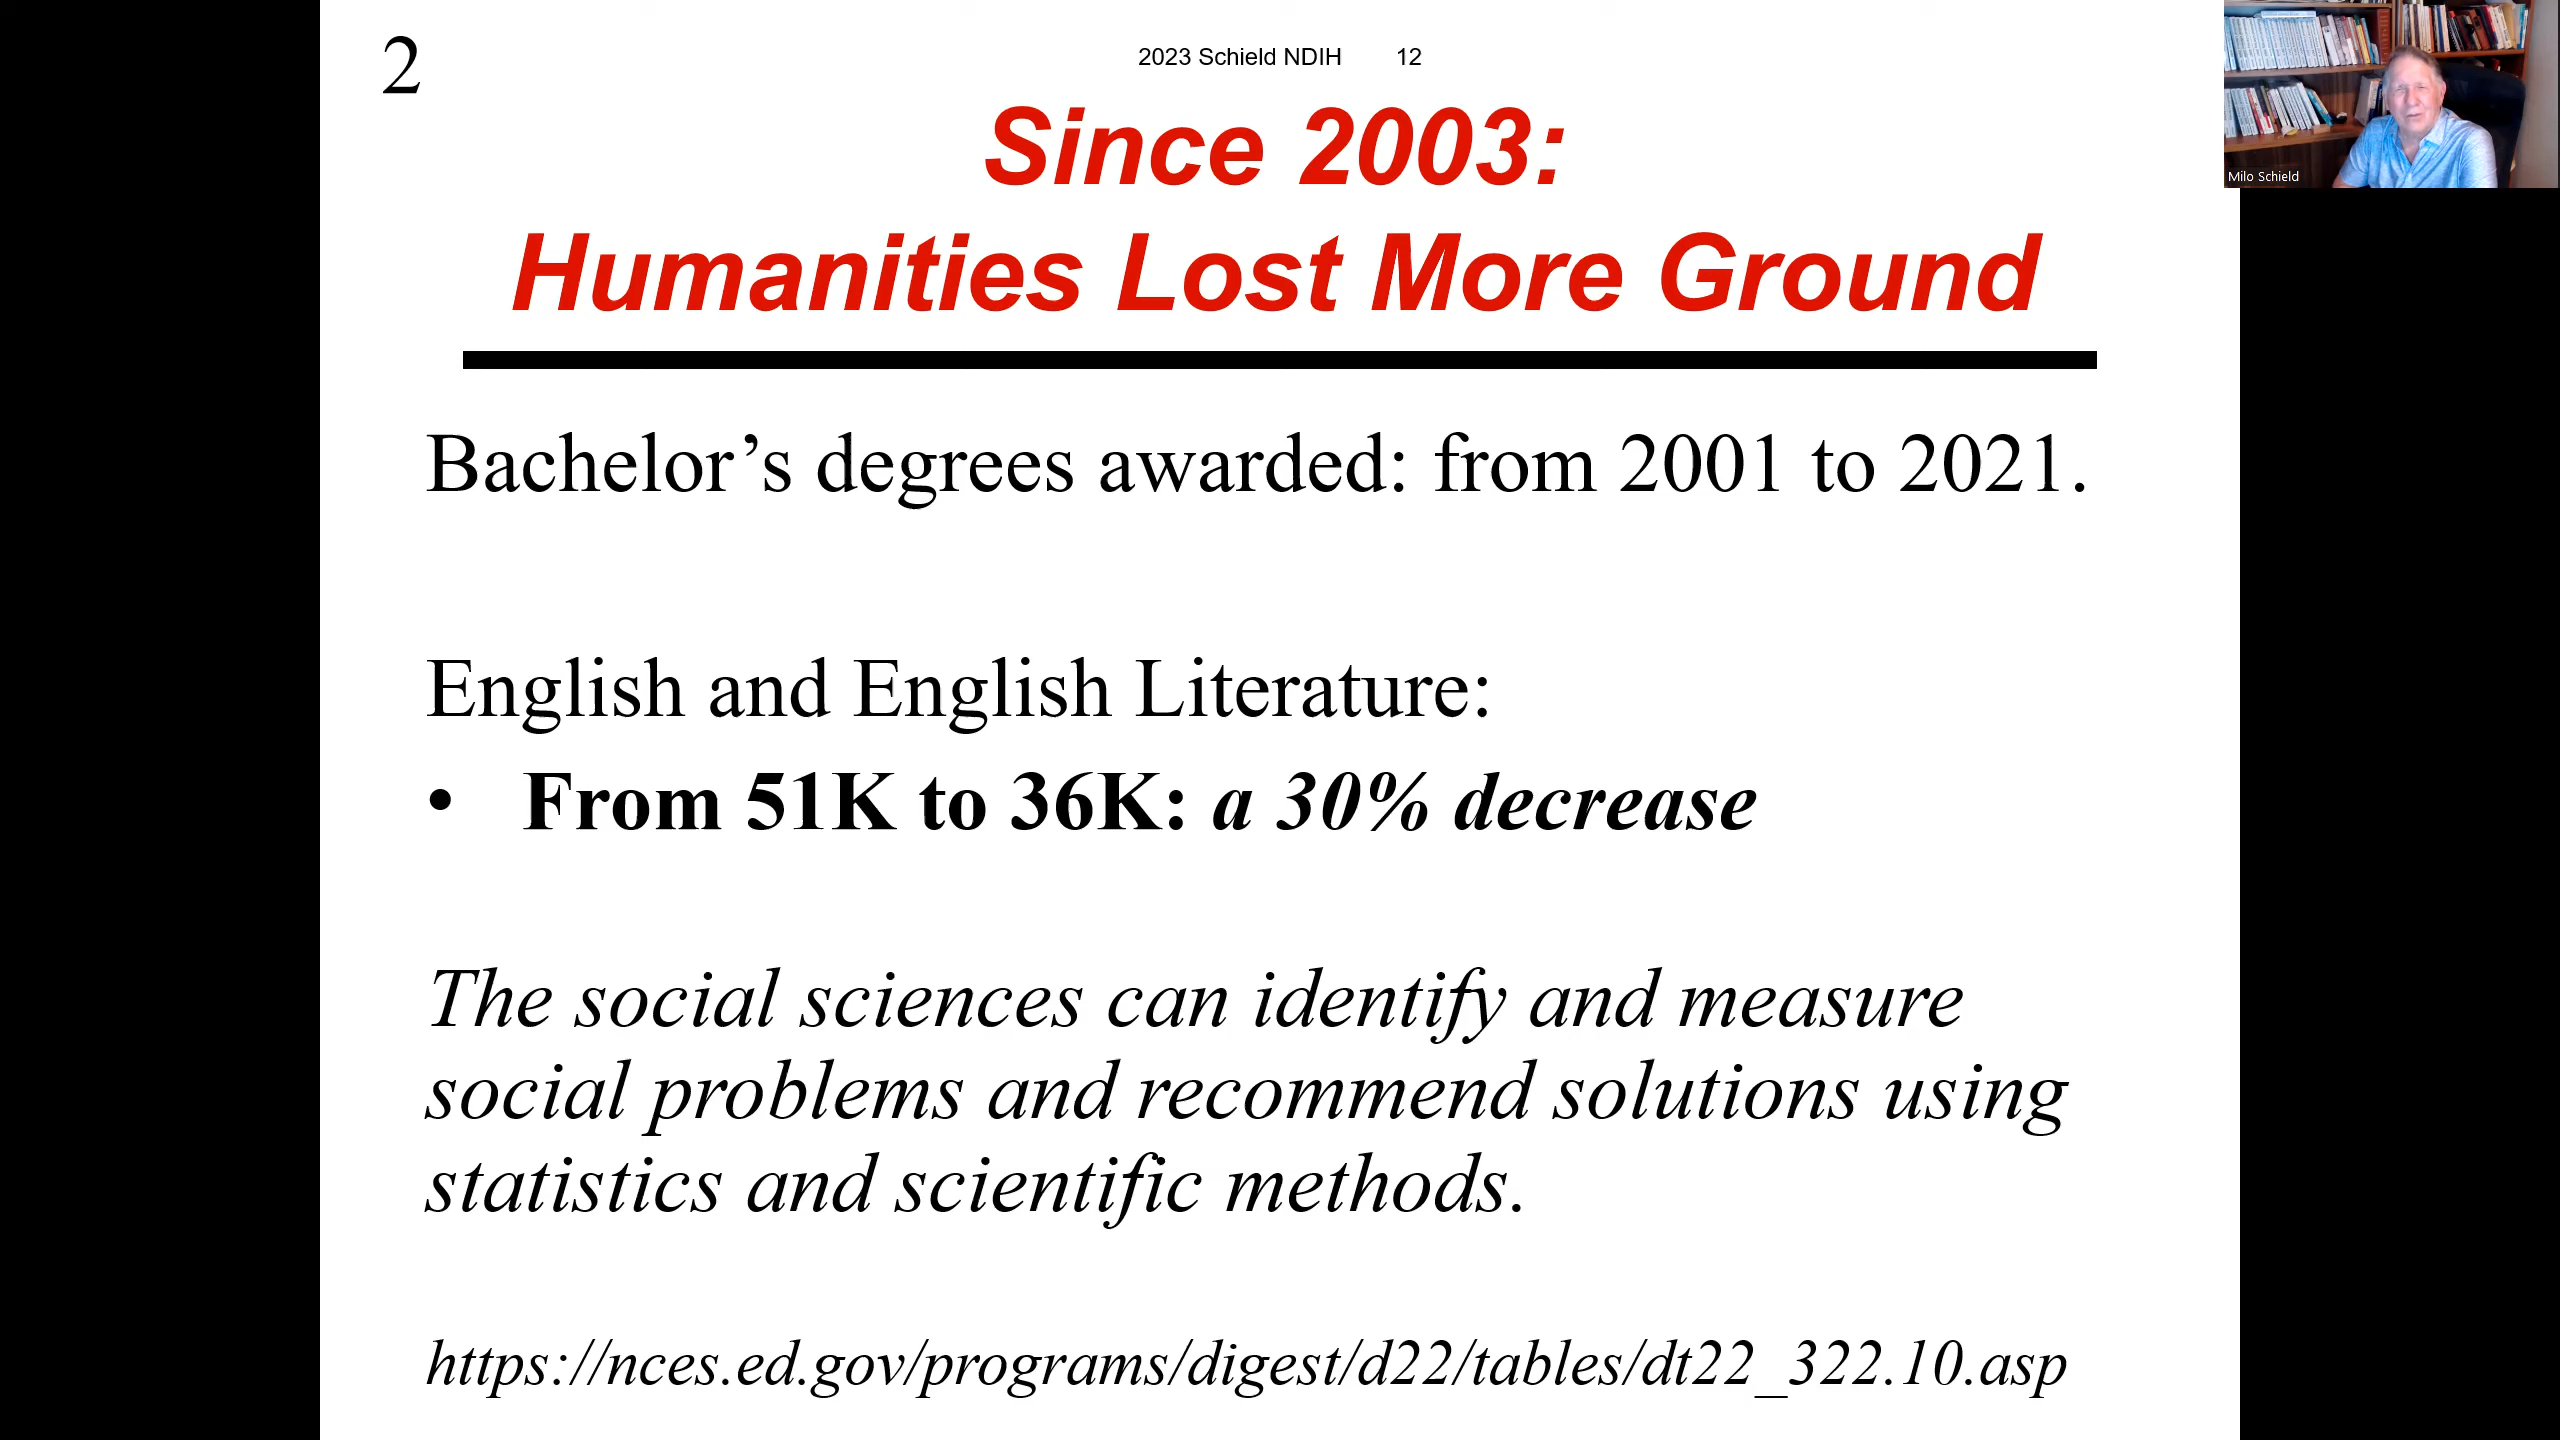 2
2023 Schield NDIH 12
Since 2003:
Humanities Lost More Ground
Milo Schield
Bachelor’s degrees awarded: from 2001 to 2021.
English and English Literature:
• From 51K to 36K: a 30% decrease
The social sciences can identify and measure
social problems and recommend solutions using
statistics and scientific methods.
https://nces.ed.gov/programs/digest/d22/tables/dt22_322.10.asp